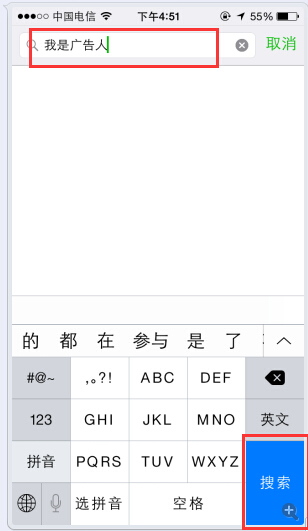 中国电信 下午4:51 55%
我是广告人 取消
的 都 在 参与 是 了
#@~ ,。?! ABC DEF
123 GHI JKL MNO 英文
拼音 PQRS TUV WXYZ
选拼音 空格 搜索